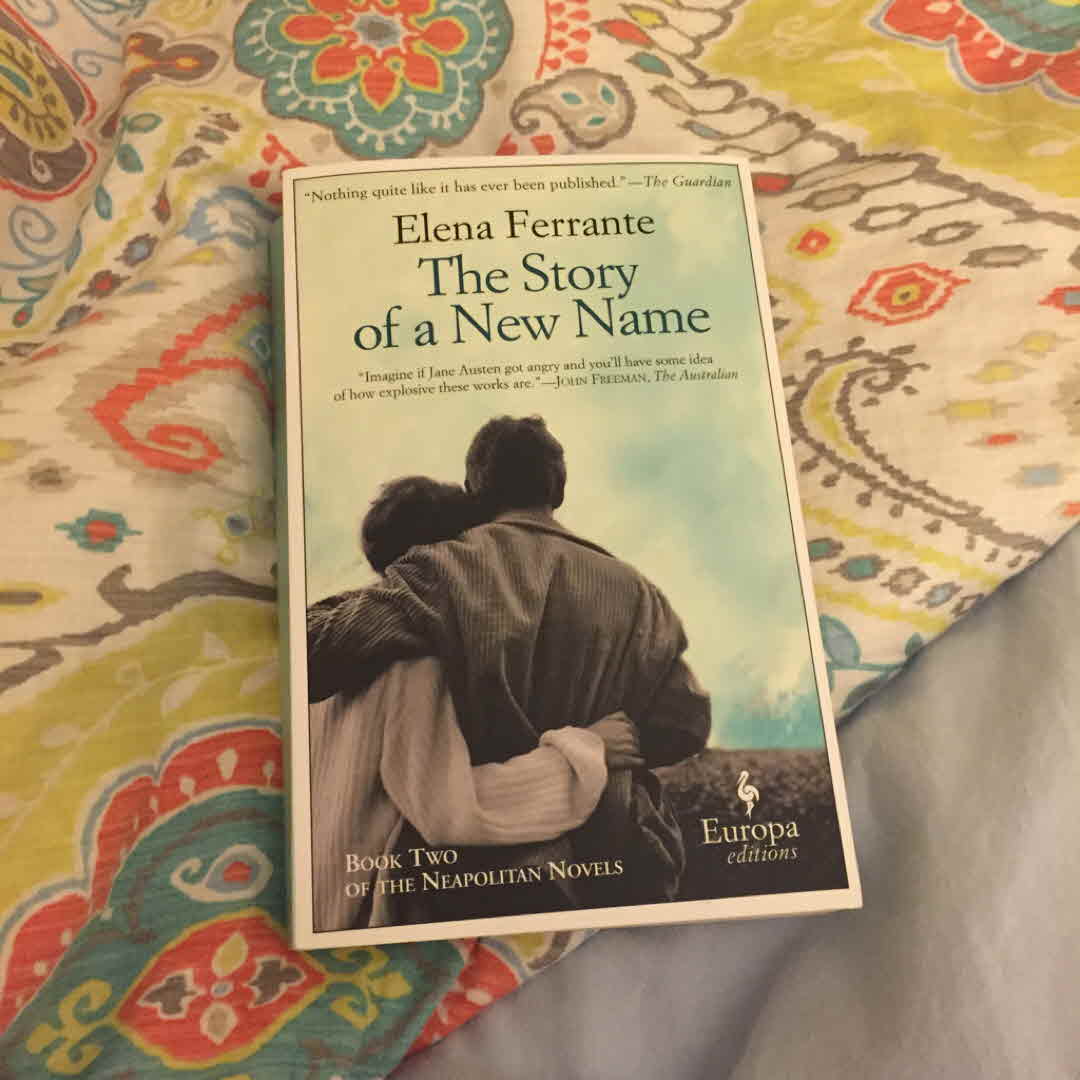 “Nothing quite like it has ever been published.”—The Guardian
Elena Ferrante
The Story
of a New Name
“Imagine if Jane Austen got angry and you’ll have some idea
of how explosive these works are.”—JOHN FREEMAN, The Australian
BOOK TWO
OF THE NEAPOLITAN NOVELS
Europa
editions